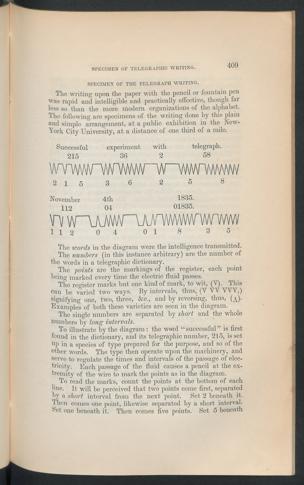 SPECIMEN OF TELEGRAPHIC WRITING. 409
SPECIMEN OF THE TELEGRAPH WRITING.
The writing upon the paper with the pencil or fountain pen
was rapid and intelligible and practically effective, though far
less so than the more modern organizations of the alphabet.
The following are specimens of the writing done by this plain
and simple arrangement, at a public exhibition in the New-
York City University, at a distance of one third of a mile.
Successful experiment with telegraph.
215 36 2 58
2 1 5 3 6 2 5 8
November 4th 1835.
112 04 01835.
1 1 2 0 4 0 1 8 3 5
The words in the diagram were the intelligence transmitted.
The numbers (in this instance arbitrary) are the number of
the words in a telegraphic dictionary.
The points are the markings of the register, each point
being marked every time the electric fluid passes.
The register marks but one kind of mark, to wit, (V). This
can be varied two ways. By intervals, thus, (V VV VVV,)
signifying one, two, three, &c., and by reversing, thus, (Λ).
Examples of both these varieties are seen in the diagram.
The single numbers are separated by short and the whole
numbers by long intervals.
To illustrate by the diagram: the word "successful" is first
found in the dictionary, and its telegraphic number, 215, is set
up in a species of type prepared for the purpose, and so of the
other words. The type then operate upon the machinery, and
serve to regulate the times and intervals of the passage of elec-
tricity. Each passage of the fluid causes a pencil at the ex-
tremity of the wire to mark the points as in the diagram.
To read the marks, count the points at the bottom of each
line. It will be perceived that two points come first, separated
by a short interval from the next point. Set 2 beneath it.
Then comes one point, likewise separated by a short interval.
Set one beneath it. Then comes five points. Set 5 beneath